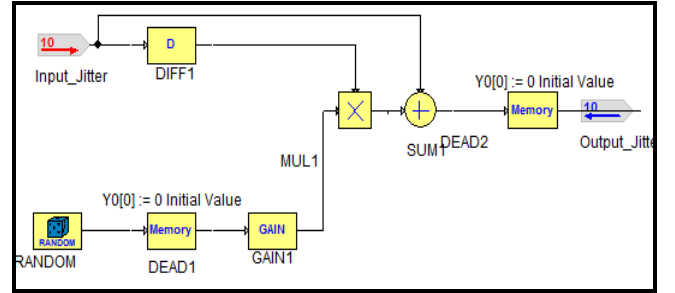 10
Input_Jitter
D
DIFF1
X
MUL1
+
SUM1
DEAD2
Y0[0] := 0 Initial Value
Memory
10
Output_Jitte
Y0[0] := 0 Initial Value
RANDOM
RANDOM
Memory
DEAD1
GAIN
GAIN1